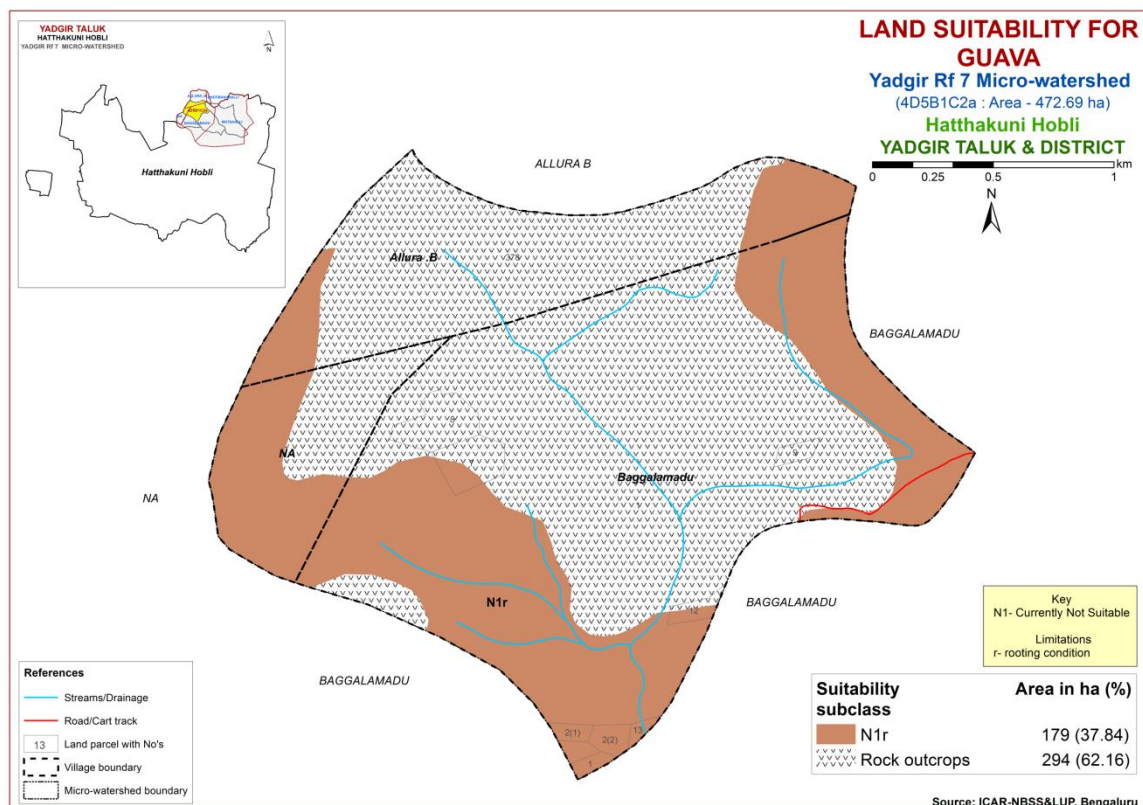 YADGIR TALUK
HATTHAKUNI HOBLI
YADGIR RF 7 MICRO-WATERSHED
N
Hatthakuni Hobli
LAND SUITABILITY FOR
GUAVA
Yadgir Rf 7 Micro-watershed
(4D5B1C2a : Area - 472.69 ha)
Hatthakuni Hobli
YADGIR TALUK & DISTRICT
km
0 0.25 0.5 1
N
ALLURA B
Allura .B
378
BAGGALAMADU
NA
NA
Baggalamadu
1
9
N1r
12
BAGGALAMADU
BAGGALAMADU
2(1)
2(2)
13
1
Key
N1- Currently Not Suitable
Limitations
r- rooting condition
References
Streams/Drainage
Road/Cart track
13 Land parcel with No's
Village boundary
Micro-watershed boundary
Suitability subclass Area in ha (%)
N1r 179 (37.84)
Rock outcrops 294 (62.16)
Source: ICAR-NBSS&LUP, Bengaluru